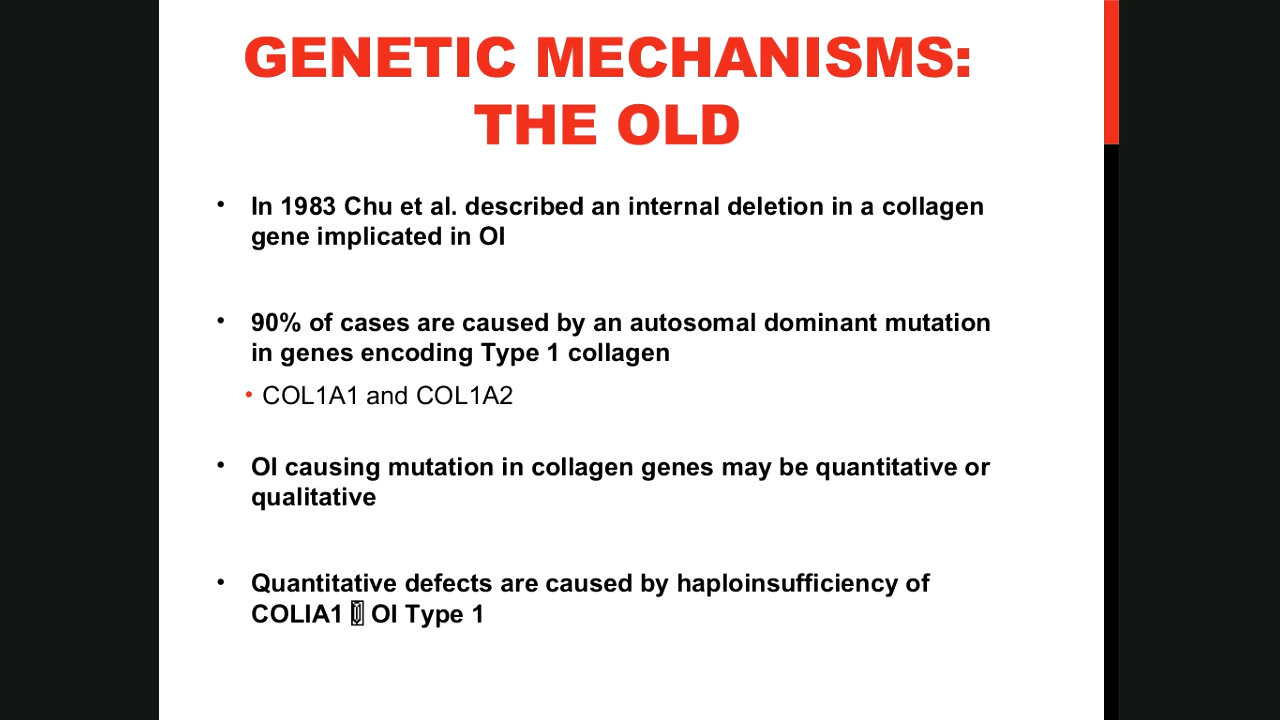 GENETIC MECHANISMS:
THE OLD
• In 1983 Chu et al. described an internal deletion in a collagen
gene implicated in OI
• 90% of cases are caused by an autosomal dominant mutation
in genes encoding Type 1 collagen
• COL1A1 and COL1A2
• OI causing mutation in collagen genes may be quantitative or
qualitative
• Quantitative defects are caused by haploinsufficiency of
COLIA1 OI Type 1